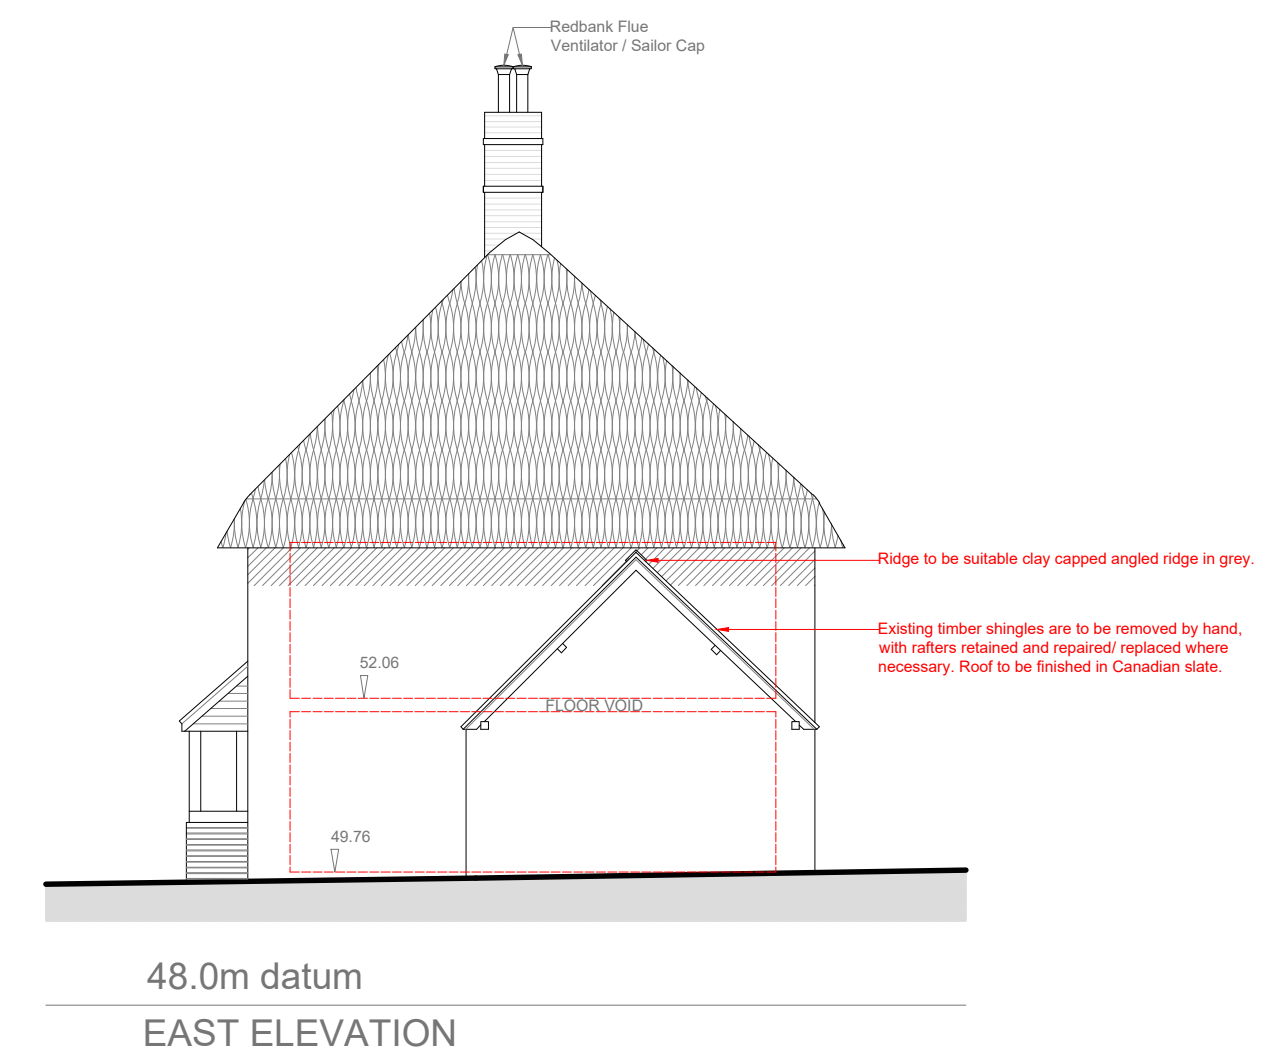 Redbank Flue
Ventilator / Sailor Cap
Ridge to be suitable clay capped angled ridge in grey.
Existing timber shingles are to be removed by hand,
with rafters retained and repaired/ replaced where
necessary. Roof to be finished in Canadian slate.
52.06
FLOOR VOID
49.76
48.0m datum
EAST ELEVATION